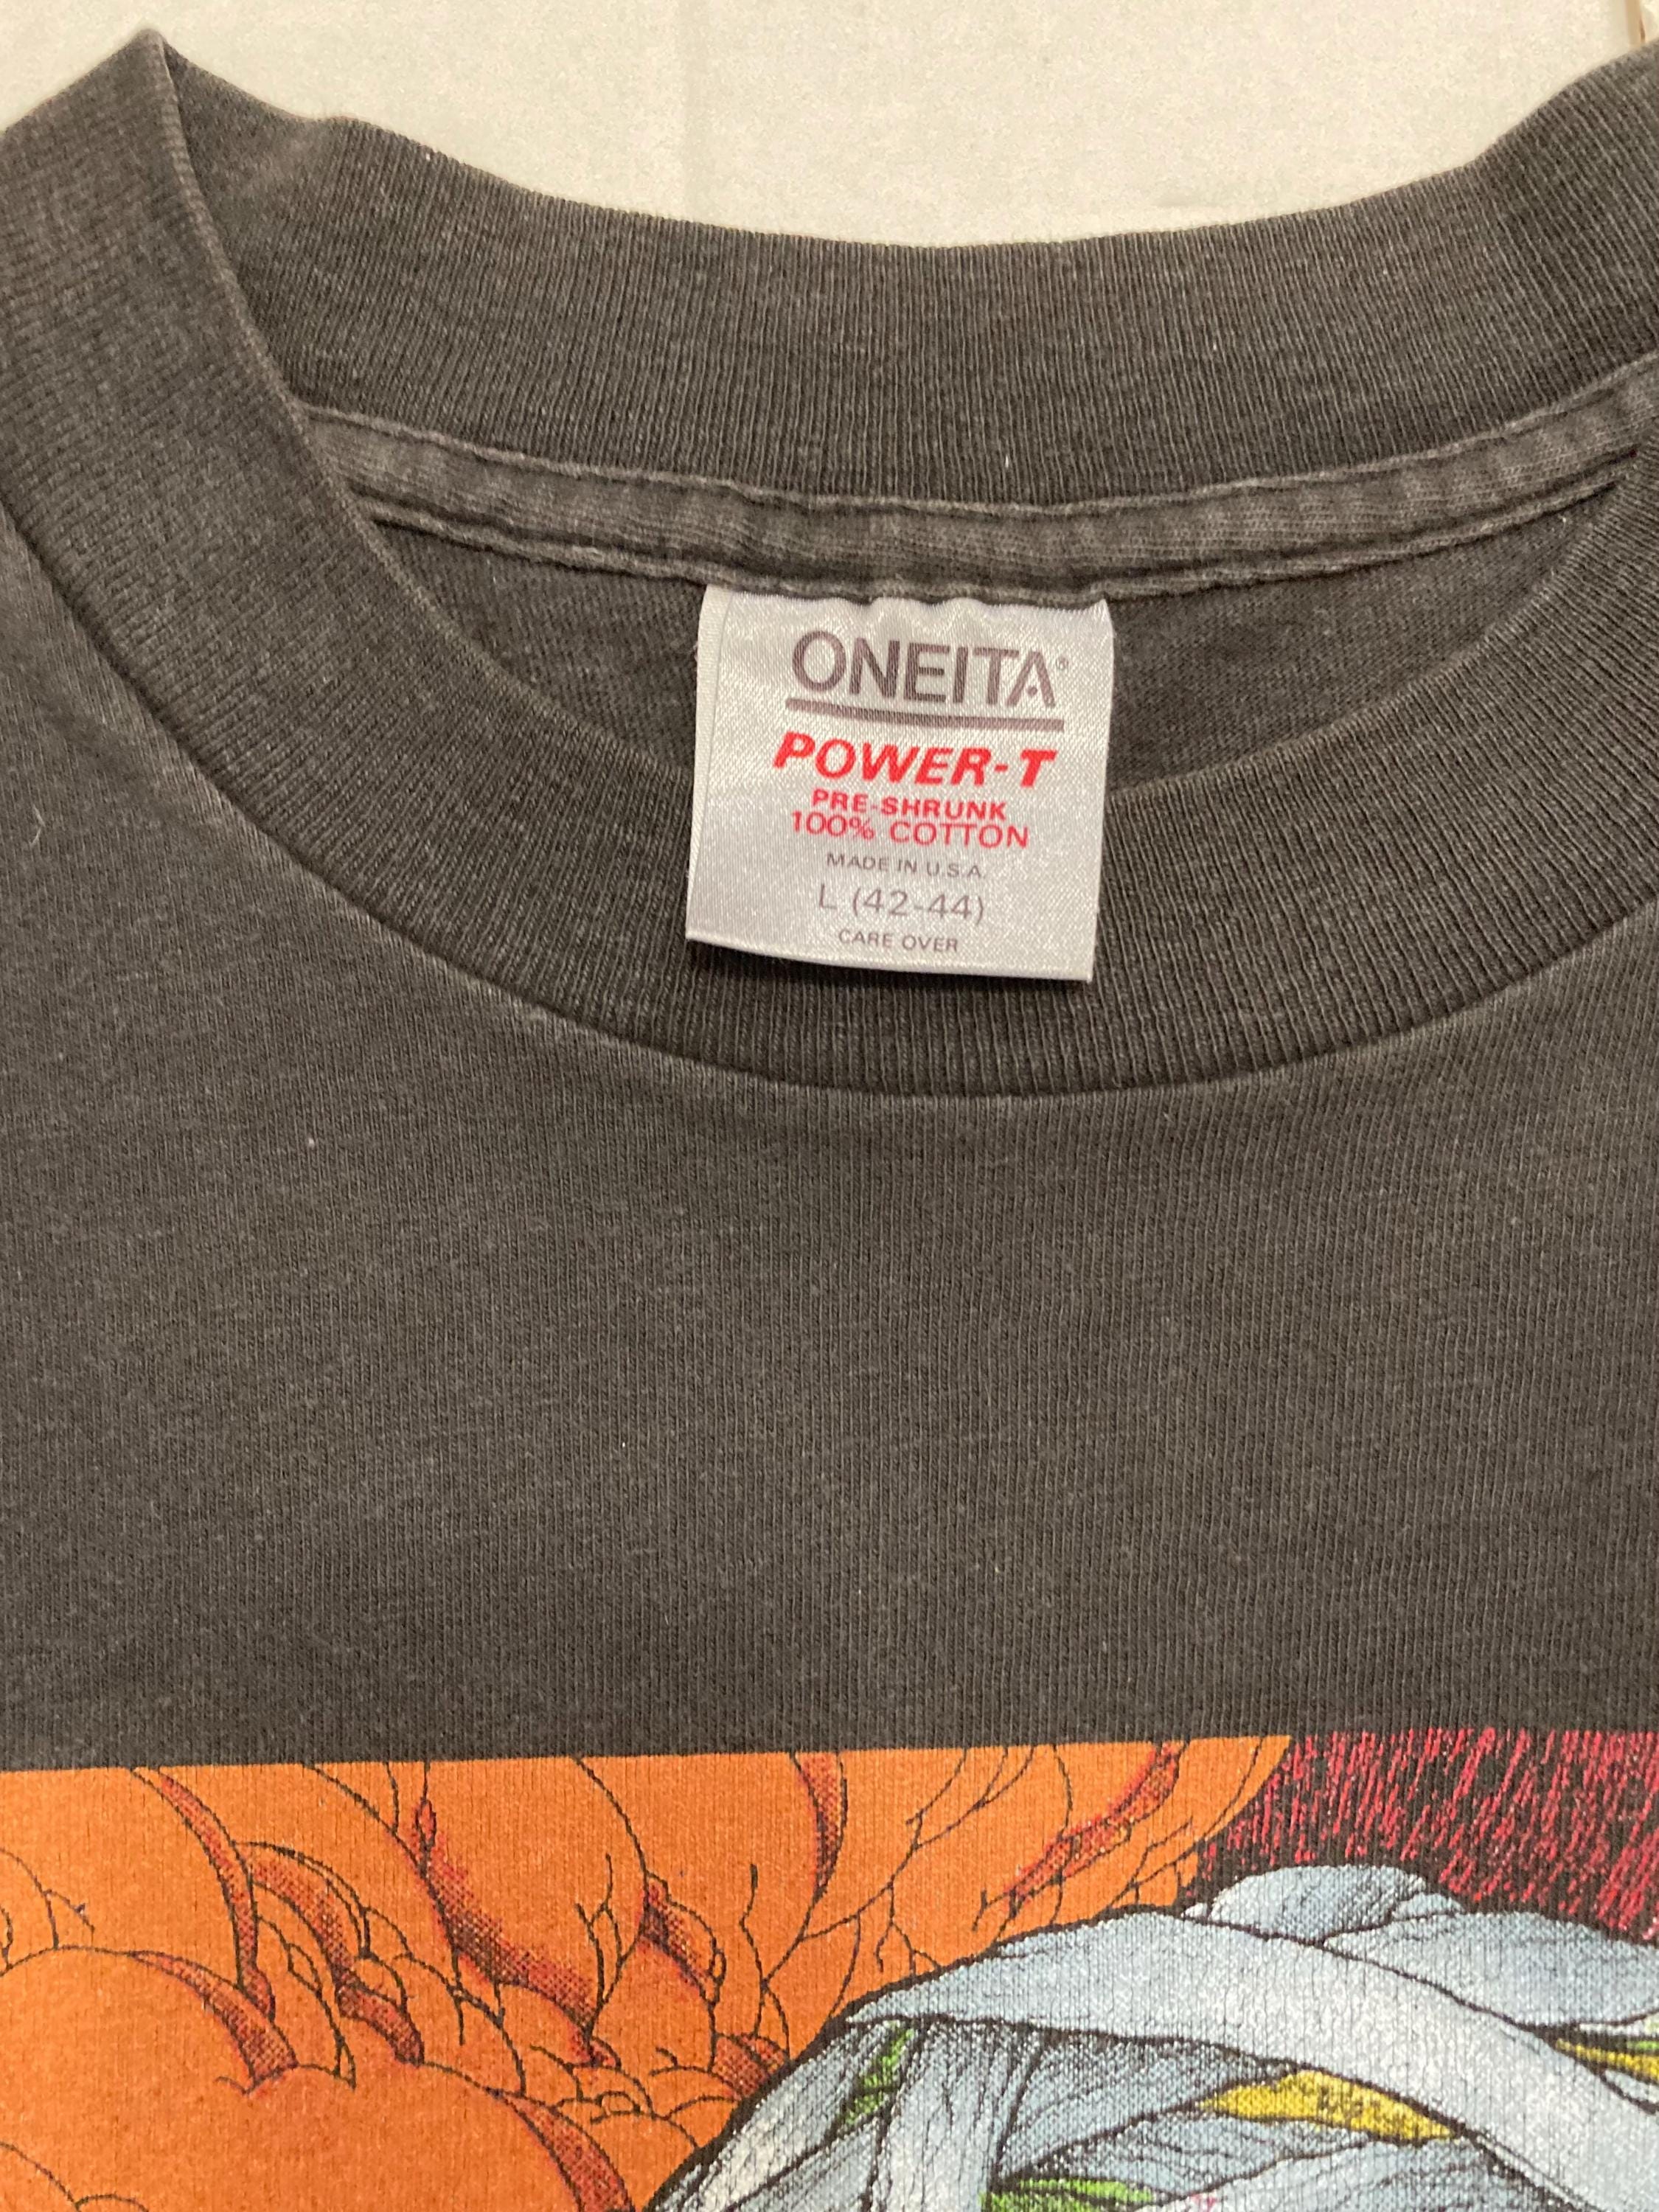 ONEITA®
POWER-T
PRE-SHRUNK
100% COTTON
MADE IN U.S.A.
L (42-44)
CARE OVER